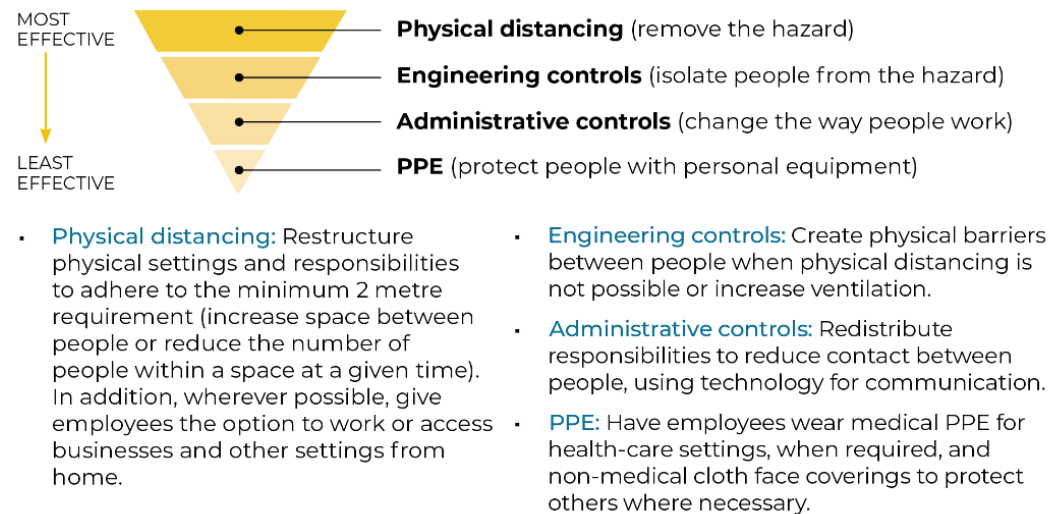 MOST
EFFECTIVE
Physical distancing (remove the hazard)
Engineering controls (isolate people from the hazard)
Administrative controls (change the way people work)
LEAST
EFFECTIVE
PPE (protect people with personal equipment)
▪ Physical distancing: Restructure
physical settings and responsibilities
to adhere to the minimum 2 metre
requirement (increase space between
people or reduce the number of
people within a space at a given time).
In addition, wherever possible, give
employees the option to work or access
businesses and other settings from
home.
▪ Engineering controls: Create physical barriers
between people when physical distancing is
not possible or increase ventilation.
▪ Administrative controls: Redistribute
responsibilities to reduce contact between
people, using technology for communication.
▪ PPE: Have employees wear medical PPE for
health-care settings, when required, and
non-medical cloth face coverings to protect
others where necessary.